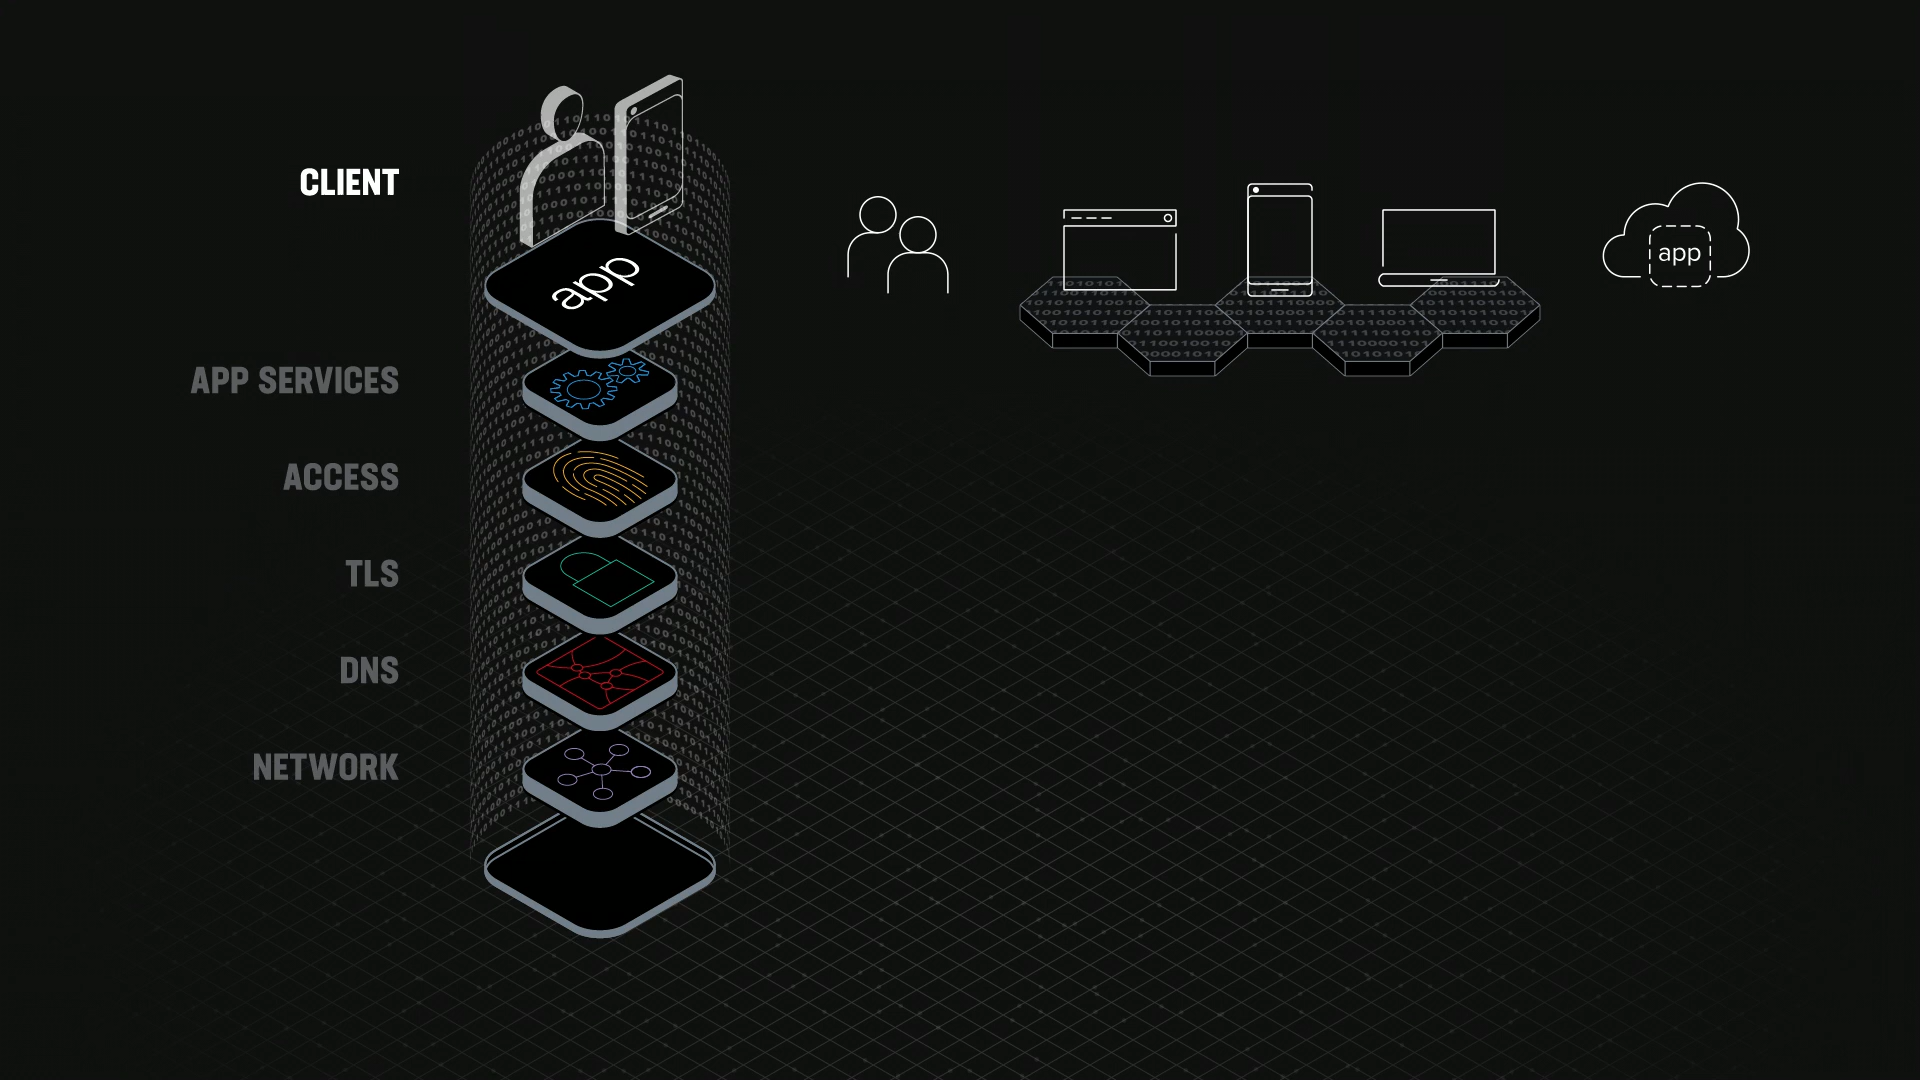 CLIENT
app
app
APP SERVICES
ACCESS
TLS
DNS
NETWORK